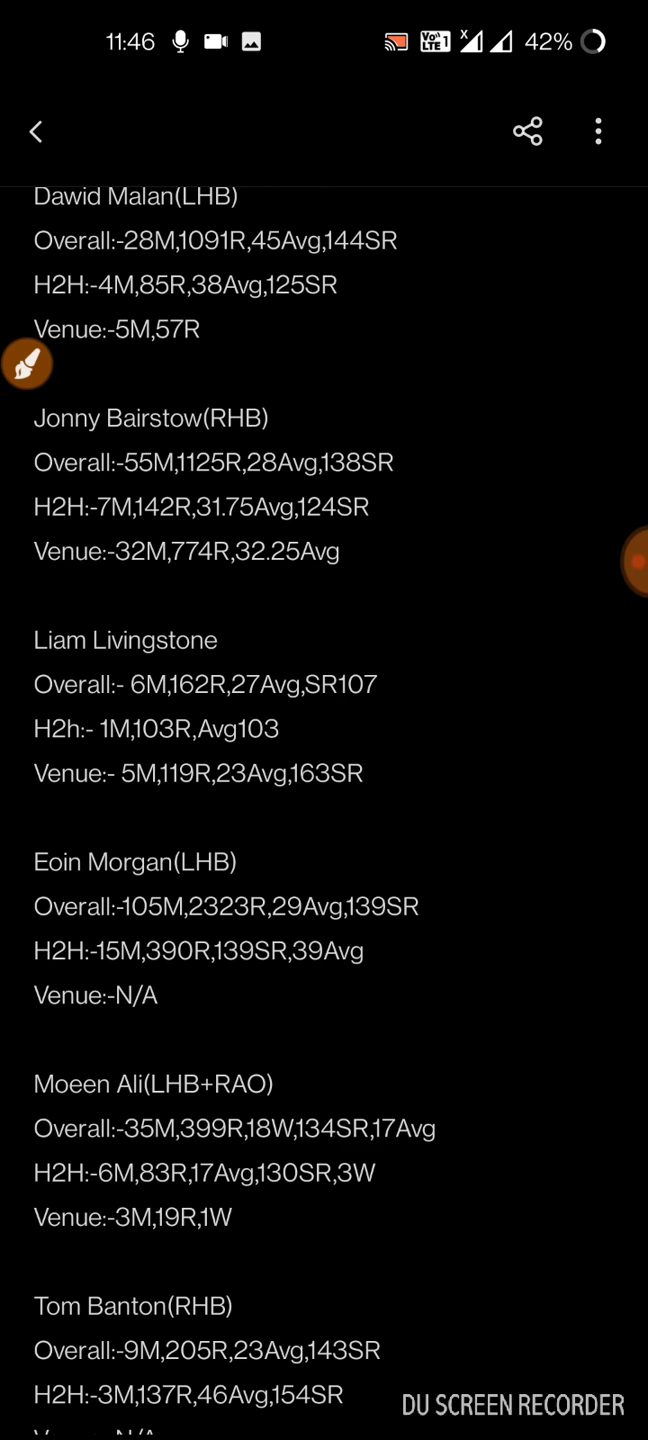 11:46 Vo)) LTE 1 X 42%
Dawid Malan(LHB)
Overall:-28M,1091R,45Avg,144SR
H2H:-4M,85R,38Avg,125SR
Venue:-5M,57R
Jonny Bairstow(RHB)
Overall:-55M,1125R,28Avg,138SR
H2H:-7M,142R,31.75Avg,124SR
Venue:-32M,774R,32.25Avg
Liam Livingstone
Overall:- 6M,162R,27Avg,SR107
H2h:- 1M,103R,Avg103
Venue:- 5M,119R,23Avg,163SR
Eoin Morgan(LHB)
Overall:-105M,2323R,29Avg,139SR
H2H:-15M,390R,139SR,39Avg
Venue:-N/A
Moeen Ali(LHB+RAO)
Overall:-35M,399R,18W,134SR,17Avg
H2H:-6M,83R,17Avg,130SR,3W
Venue:-3M,19R,1W
Tom Banton(RHB)
Overall:-9M,205R,23Avg,143SR
H2H:-3M,137R,46Avg,154SR
DU SCREEN RECORDER